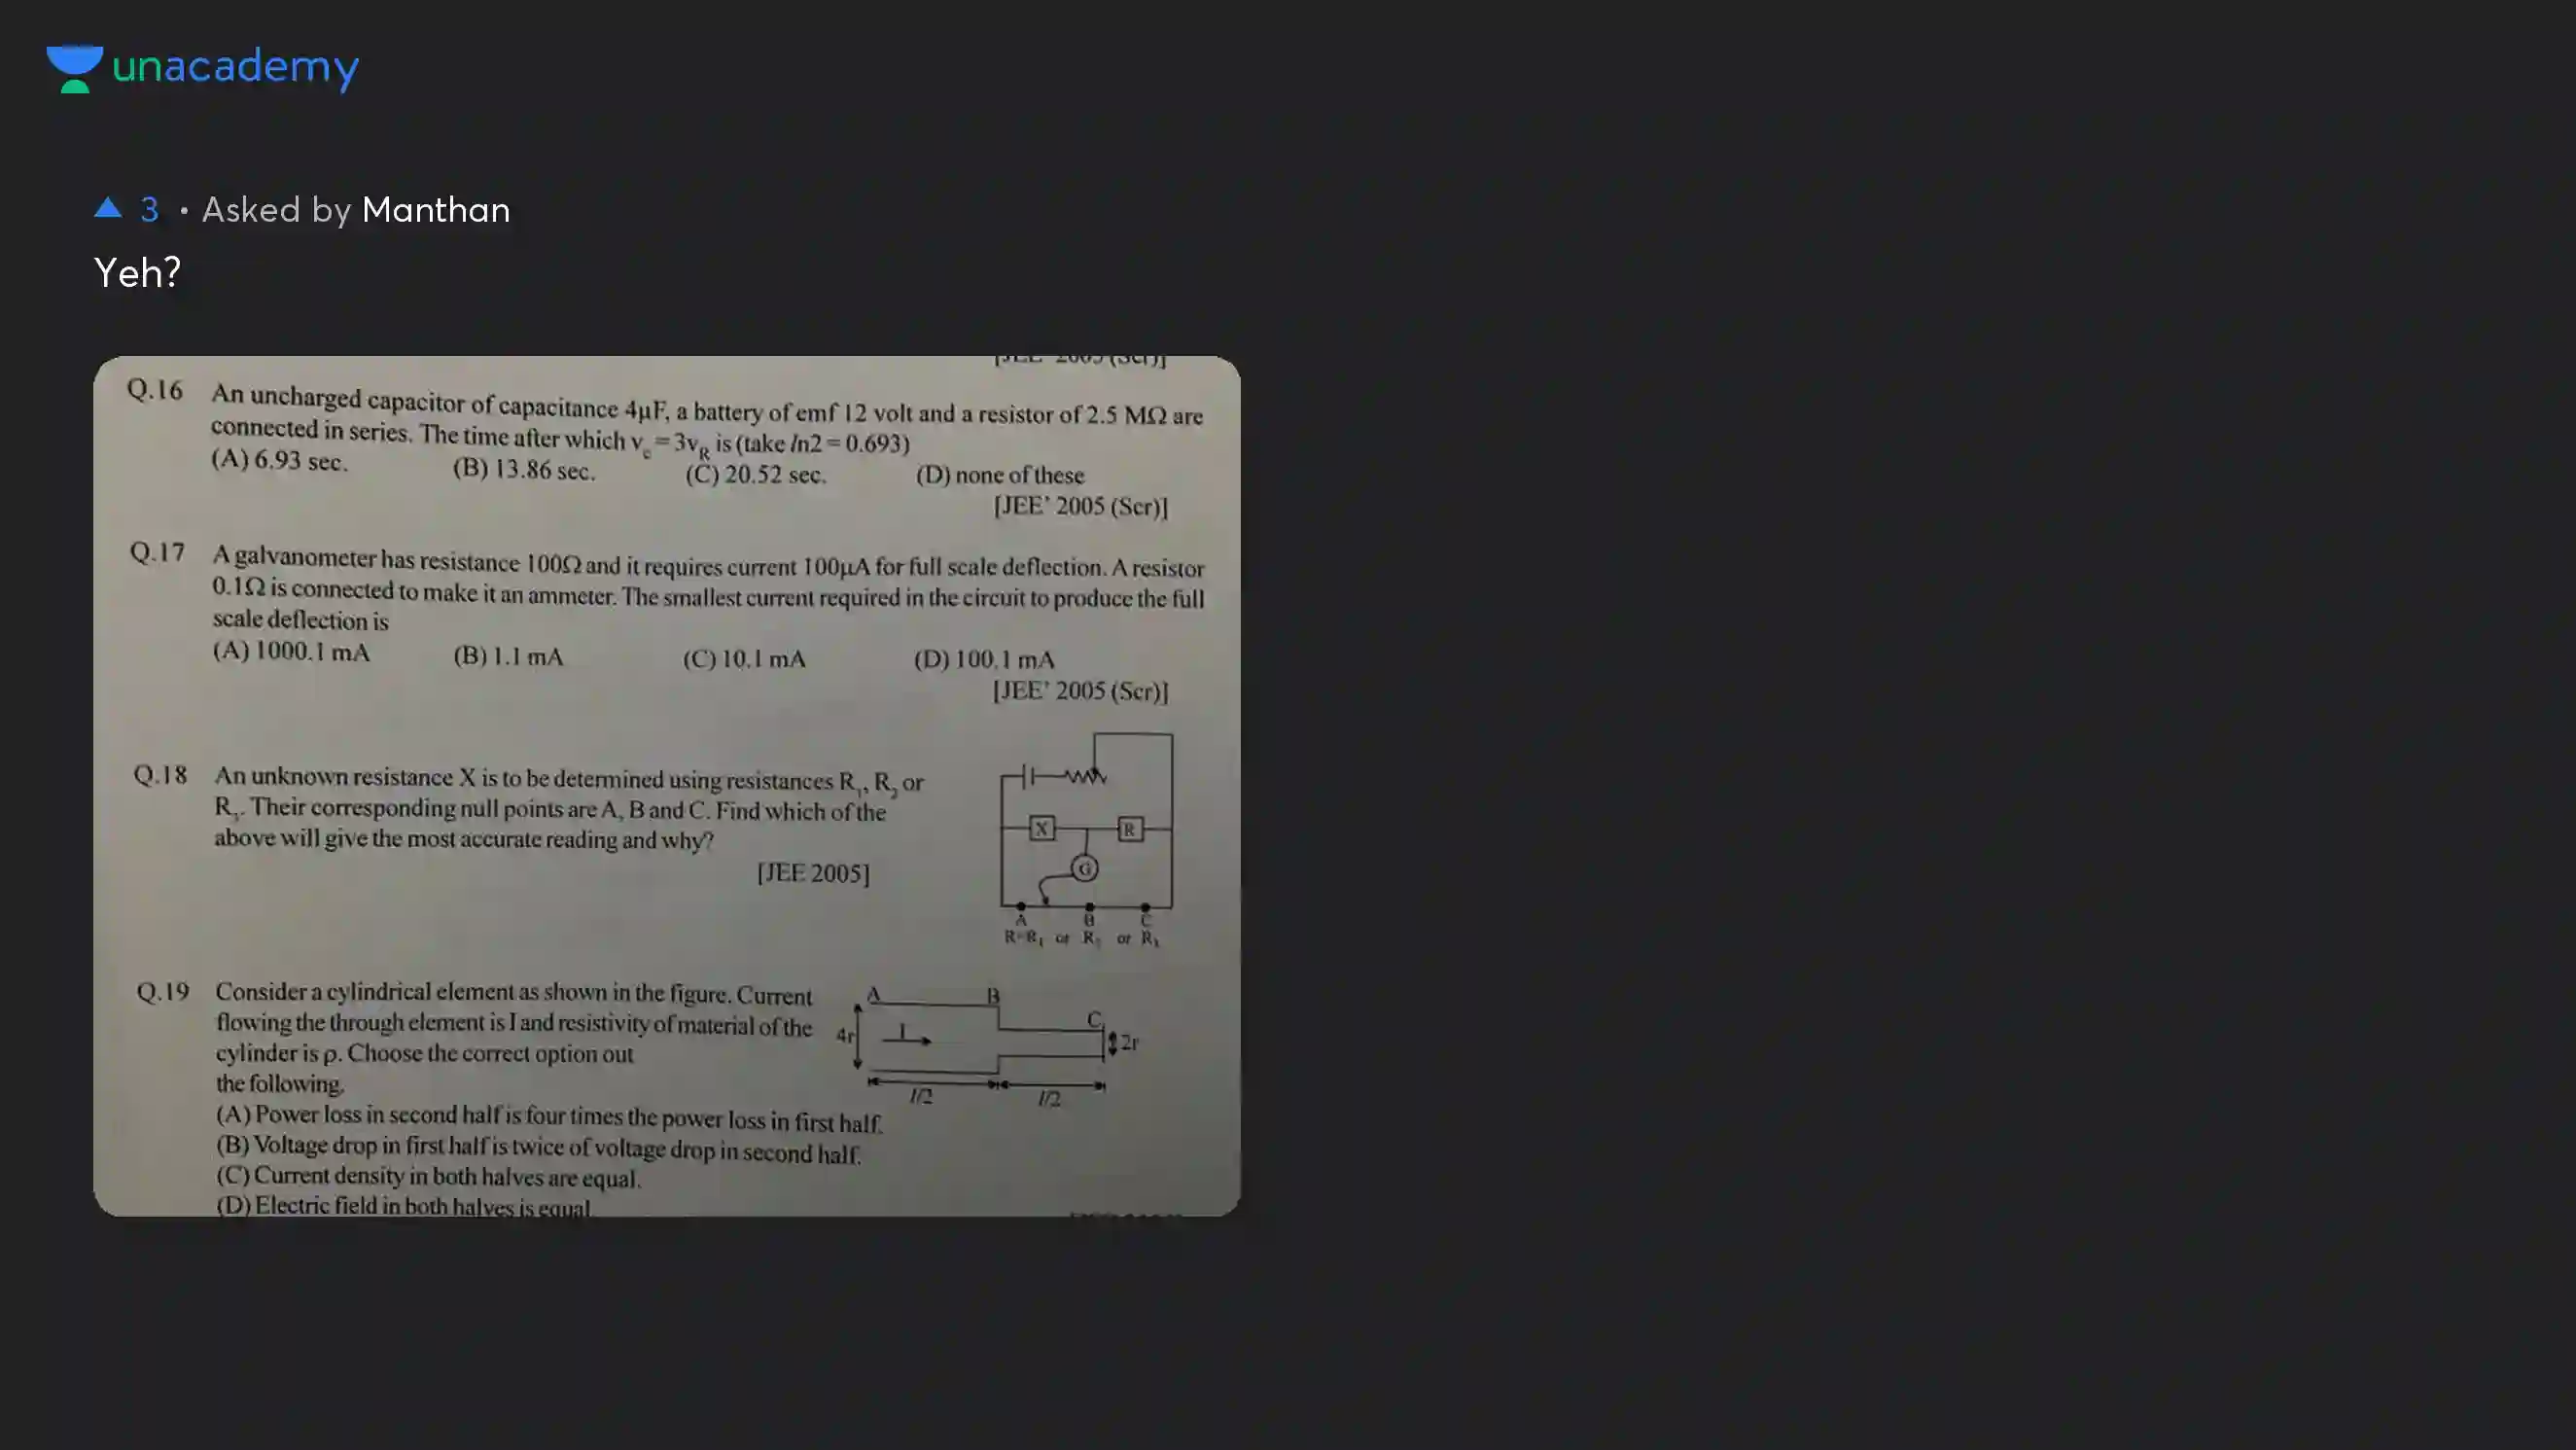 unacademy
3 • Asked by Manthan
Yeh?
[JEE' 2005 (Scr)]
Q.16 An uncharged capacitor of capacitance 4μF, a battery of emf 12 volt and a resistor of 2.5 MΩ are
connected in series. The time after which v_c = 3v_R is (take ln2 = 0.693)
(A) 6.93 sec. (B) 13.86 sec. (C) 20.52 sec. (D) none of these
[JEE' 2005 (Scr)]
Q.17 A galvanometer has resistance 100Ω and it requires current 100μA for full scale deflection. A resistor
0.1Ω is connected to make it an ammeter. The smallest current required in the circuit to produce the full
scale deflection is
(A) 1000.1 mA (B) 1.1 mA (C) 10.1 mA (D) 100.1 mA
[JEE' 2005 (Scr)]
Q.18 An unknown resistance X is to be determined using resistances R₁, R₂ or
R₃. Their corresponding null points are A, B and C. Find which of the
above will give the most accurate reading and why?
[JEE 2005]
X R
G
A B C
R=R₁ or R₂ or R₃
Q.19 Consider a cylindrical element as shown in the figure. Current
flowing the through element is I and resistivity of material of the
cylinder is ρ. Choose the correct option out
the following.
A B C
4r I 2r
l/2 l/2
(A) Power loss in second half is four times the power loss in first half.
(B) Voltage drop in first half is twice of voltage drop in second half.
(C) Current density in both halves are equal.
(D) Electric field in both halves is equal.